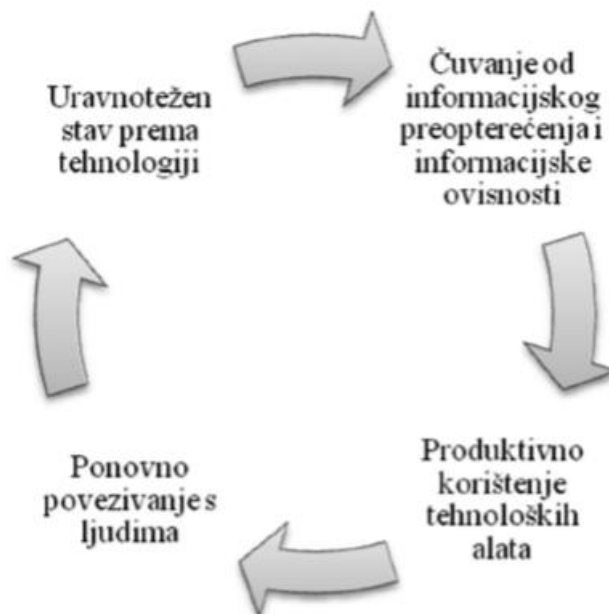 Uravnotežen
stav prema
tehnologiji
Čuvanje od
informacijskog
preopterećenja i
informacijske
ovisnosti
Produktivno
korištenje
tehnoloških
alata
Ponovno
povezivanje s
ljudima